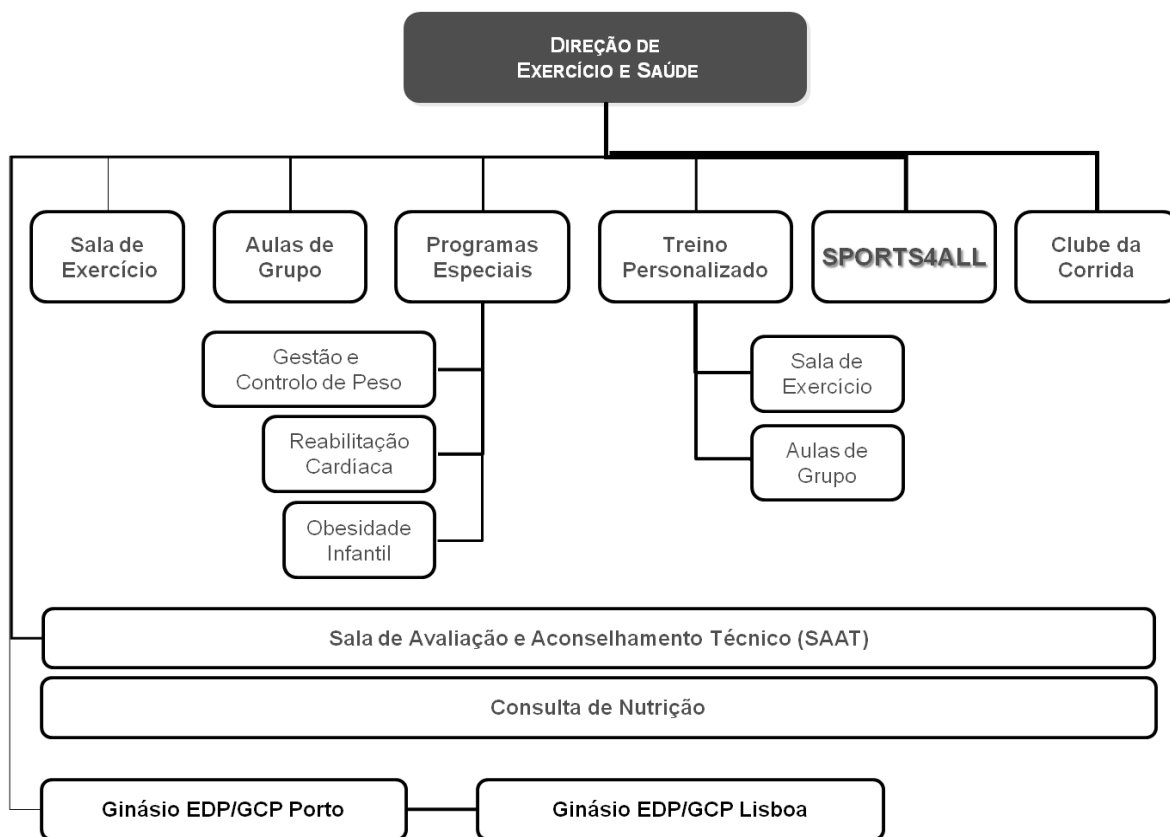 DIREÇÃO DE
EXERCÍCIO E SAÚDE
Sala de
Exercício
Aulas de
Grupo
Programas
Especiais
Treino
Personalizado
SPORTS4ALL
Clube da
Corrida
Gestão e
Controlo de Peso
Reabilitação
Cardíaca
Obesidade
Infantil
Sala de
Exercício
Aulas de
Grupo
Sala de Avaliação e Aconselhamento Técnico (SAAT)
Consulta de Nutrição
Ginásio EDP/GCP Porto
Ginásio EDP/GCP Lisboa